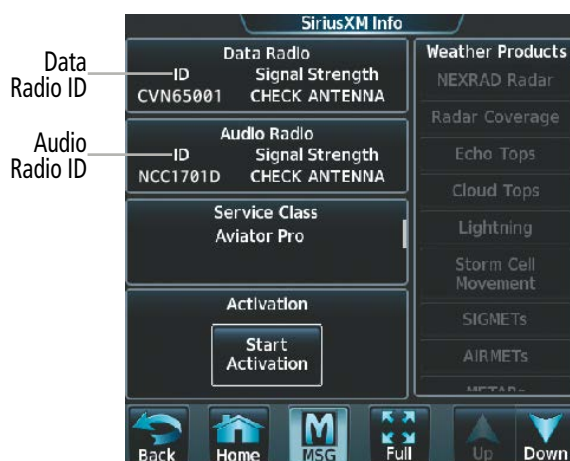 SiriusXM Info
Data
Radio ID
Data Radio
ID Signal Strength
CVN65001 CHECK ANTENNA
Audio
Radio ID
Audio Radio
ID Signal Strength
NCC1701D CHECK ANTENNA
Service Class
Aviator Pro
Activation
Start
Activation
Weather Products
NEXRAD Radar
Radar Coverage
Echo Tops
Cloud Tops
Lightning
Storm Cell
Movement
SIGMETs
AIRMETs
METARs
Back Home MSG Full Up Down